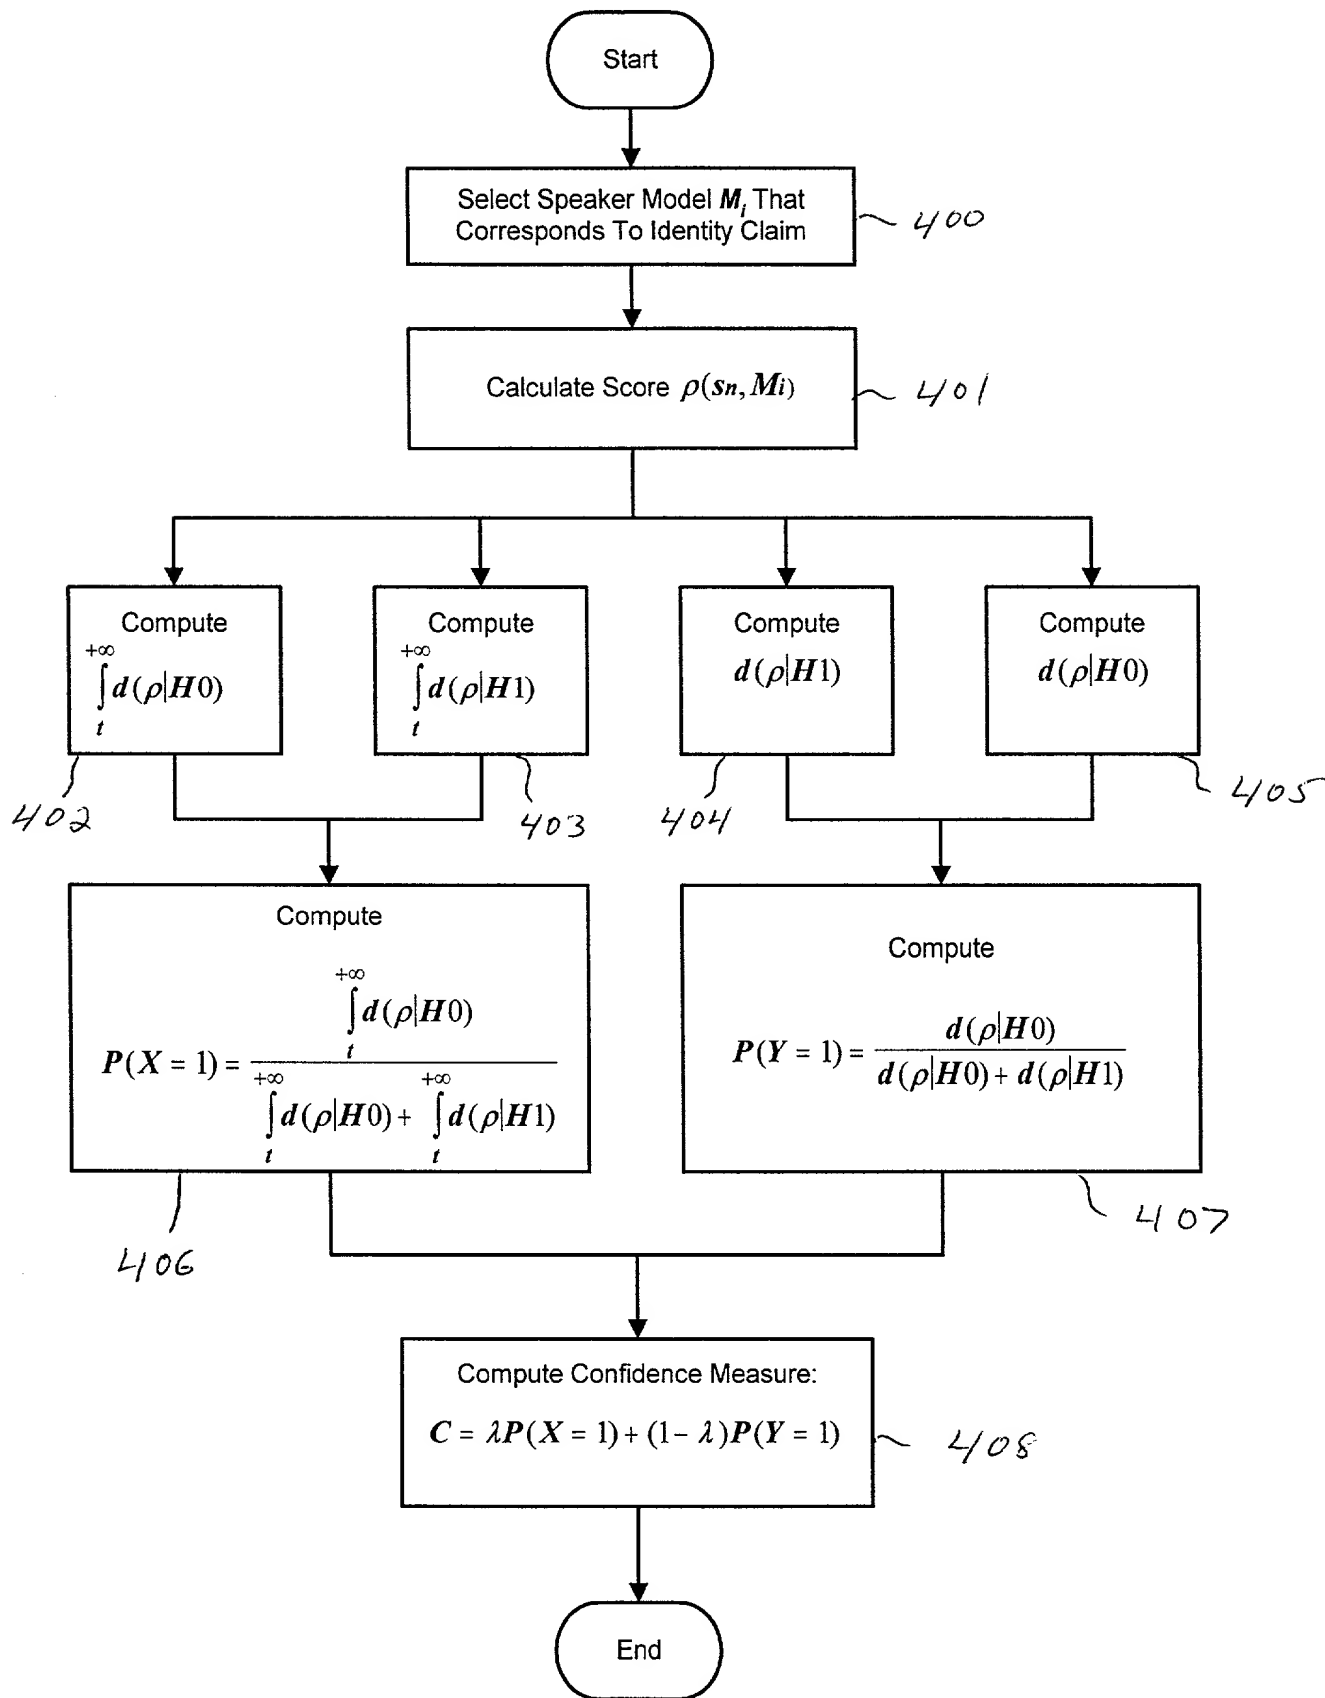 Start
Select Speaker Model M_i That
Corresponds To Identity Claim
400
Calculate Score ρ(sn, Mi)
401
Compute
+∞
∫ d(ρ|H0)
t
402
Compute
+∞
∫ d(ρ|H1)
t
403
Compute
d(ρ|H1)
404
Compute
d(ρ|H0)
405
Compute
+∞
∫ d(ρ|H0)
t
P(X = 1) =
+∞ +∞
∫ d(ρ|H0) + ∫ d(ρ|H1)
t t
406
Compute
d(ρ|H0)
P(Y = 1) =
d(ρ|H0) + d(ρ|H1)
407
Compute Confidence Measure:
C = λP(X = 1) + (1 - λ)P(Y = 1)
408
End